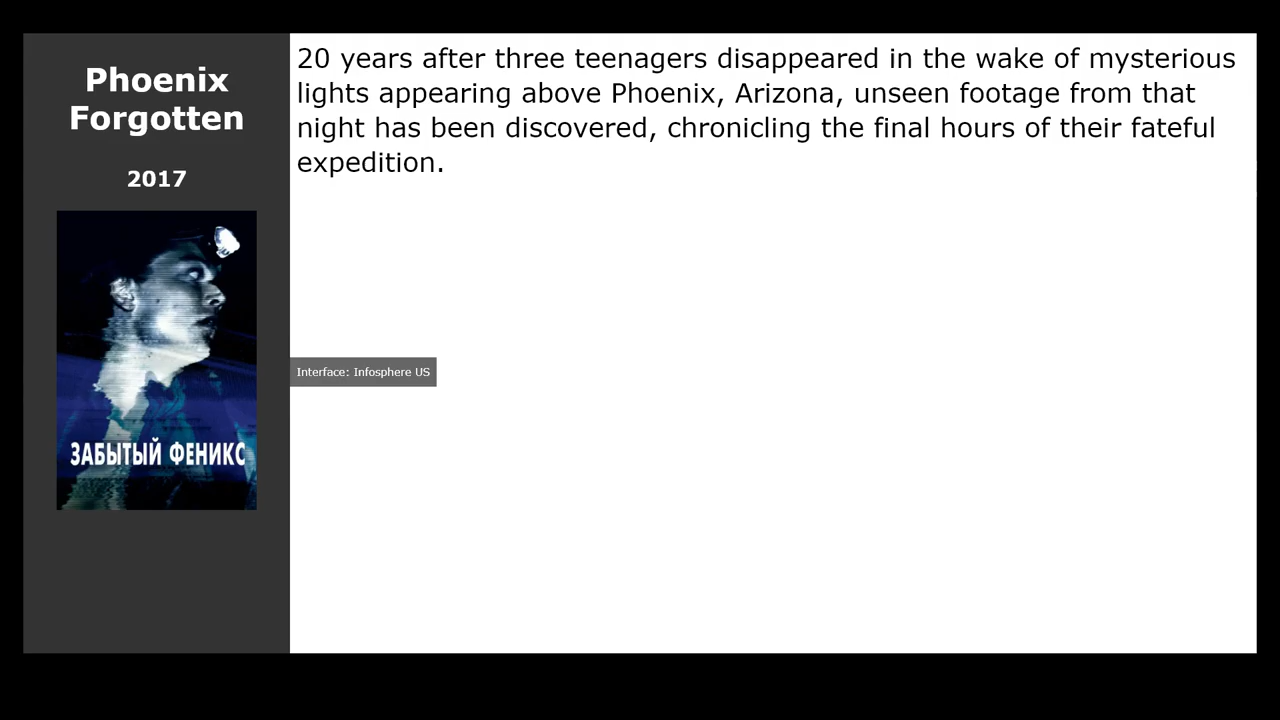 Phoenix
Forgotten
2017
ЗАБЫТЫЙ ФЕНИКС
20 years after three teenagers disappeared in the wake of mysterious
lights appearing above Phoenix, Arizona, unseen footage from that
night has been discovered, chronicling the final hours of their fateful
expedition.
Interface: Infosphere US